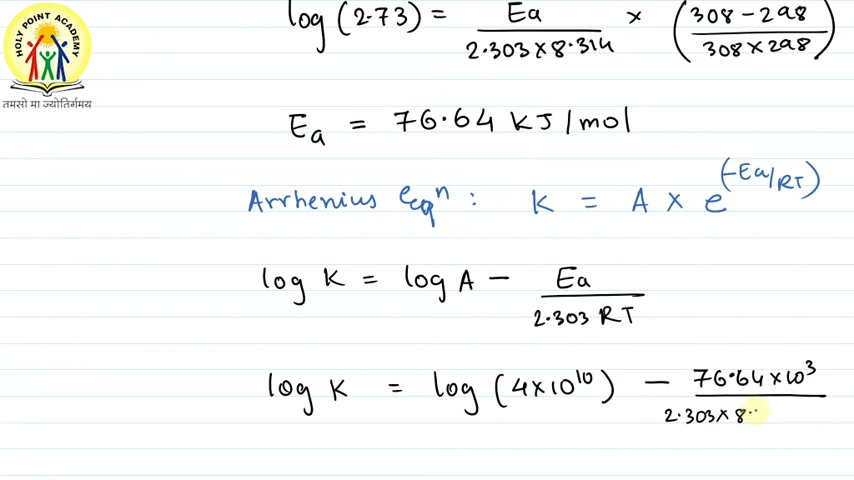 log (2.73) = Ea / 2.303 × 8.314 × (308 - 298 / 308 × 298)
HOLY POINT ACADEMY
तमसो मा ज्योतिर्गमय
Ea = 76.64 KJ/mol
Arrhenius eqⁿ : K = A × e^(-Ea/RT)
log K = log A - Ea / 2.303 RT
log K = log (4×10¹⁰) - 76.64×10³ / 2.303 × 8.